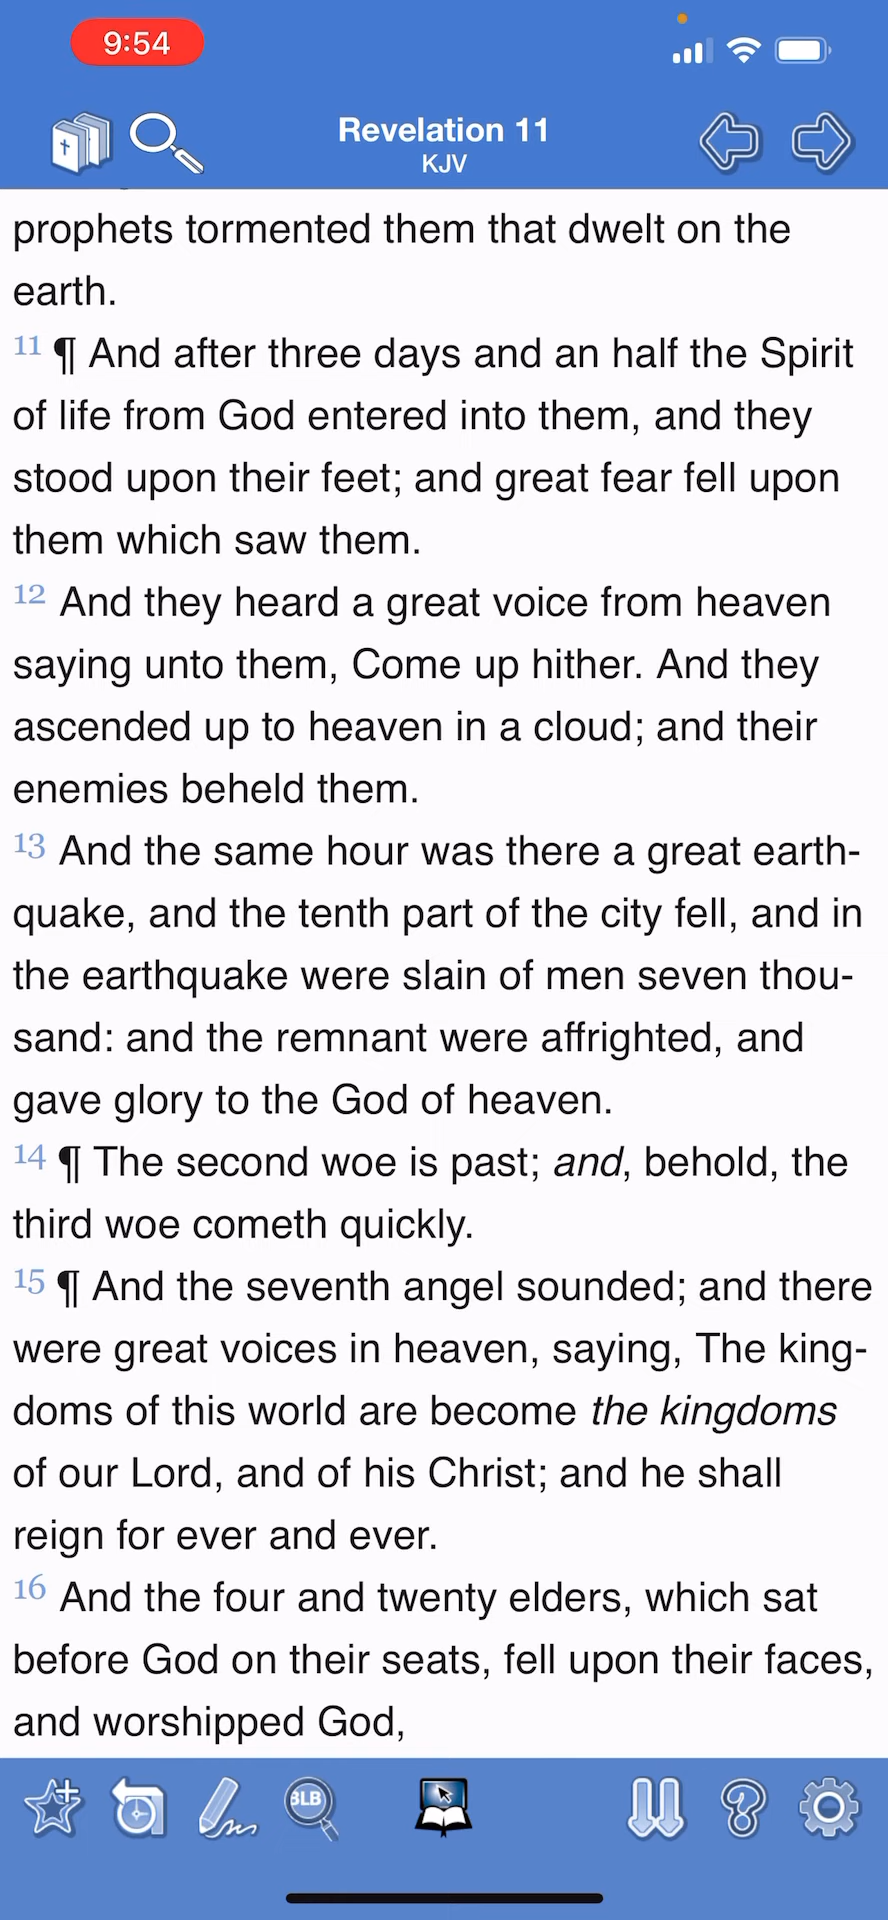 9:54
Revelation 11
KJV
prophets tormented them that dwelt on the
earth.
11 ¶ And after three days and an half the Spirit
of life from God entered into them, and they
stood upon their feet; and great fear fell upon
them which saw them.
12 And they heard a great voice from heaven
saying unto them, Come up hither. And they
ascended up to heaven in a cloud; and their
enemies beheld them.
13 And the same hour was there a great earth-
quake, and the tenth part of the city fell, and in
the earthquake were slain of men seven thou-
sand: and the remnant were affrighted, and
gave glory to the God of heaven.
14 ¶ The second woe is past; and, behold, the
third woe cometh quickly.
15 ¶ And the seventh angel sounded; and there
were great voices in heaven, saying, The king-
doms of this world are become the kingdoms
of our Lord, and of his Christ; and he shall
reign for ever and ever.
16 And the four and twenty elders, which sat
before God on their seats, fell upon their faces,
and worshipped God,
BLB